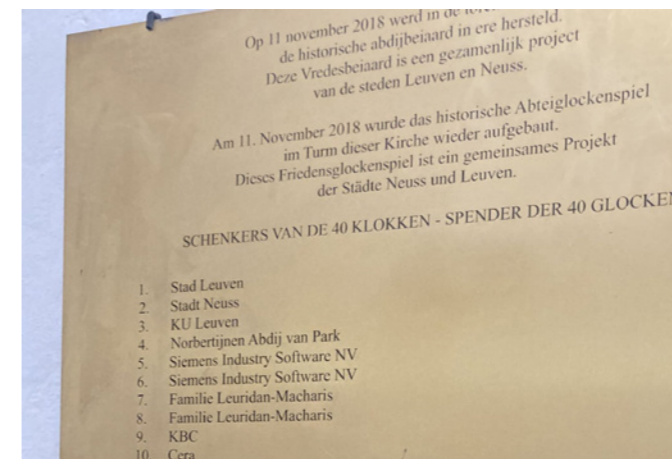 Op 11 november 2018 werd in de
de historische abdijbeiaard in ere hersteld.
Deze Vredesbeiaard is een gezamenlijk project
van de steden Leuven en Neuss.
Am 11. November 2018 wurde das historische Abteiglockenspiel
im Turm dieser Kirche wieder aufgebaut.
Dieses Friedensglockenspiel ist ein gemeinsames Projekt
der Städte Neuss und Leuven.
SCHENKERS VAN DE 40 KLOKKEN - SPENDER DER 40 GLOCKEN
1. Stad Leuven
2. Stadt Neuss
3. KU Leuven
4. Norbertijnen Abdij van Park
5. Siemens Industry Software NV
6. Siemens Industry Software NV
7. Familie Leuridan-Macharis
8. Familie Leuridan-Macharis
9. KBC
10. Cera